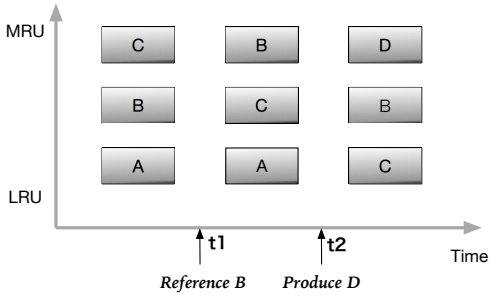 MRU
C B D
B C B
A A C
LRU
t1 t2
Time
Reference B Produce D